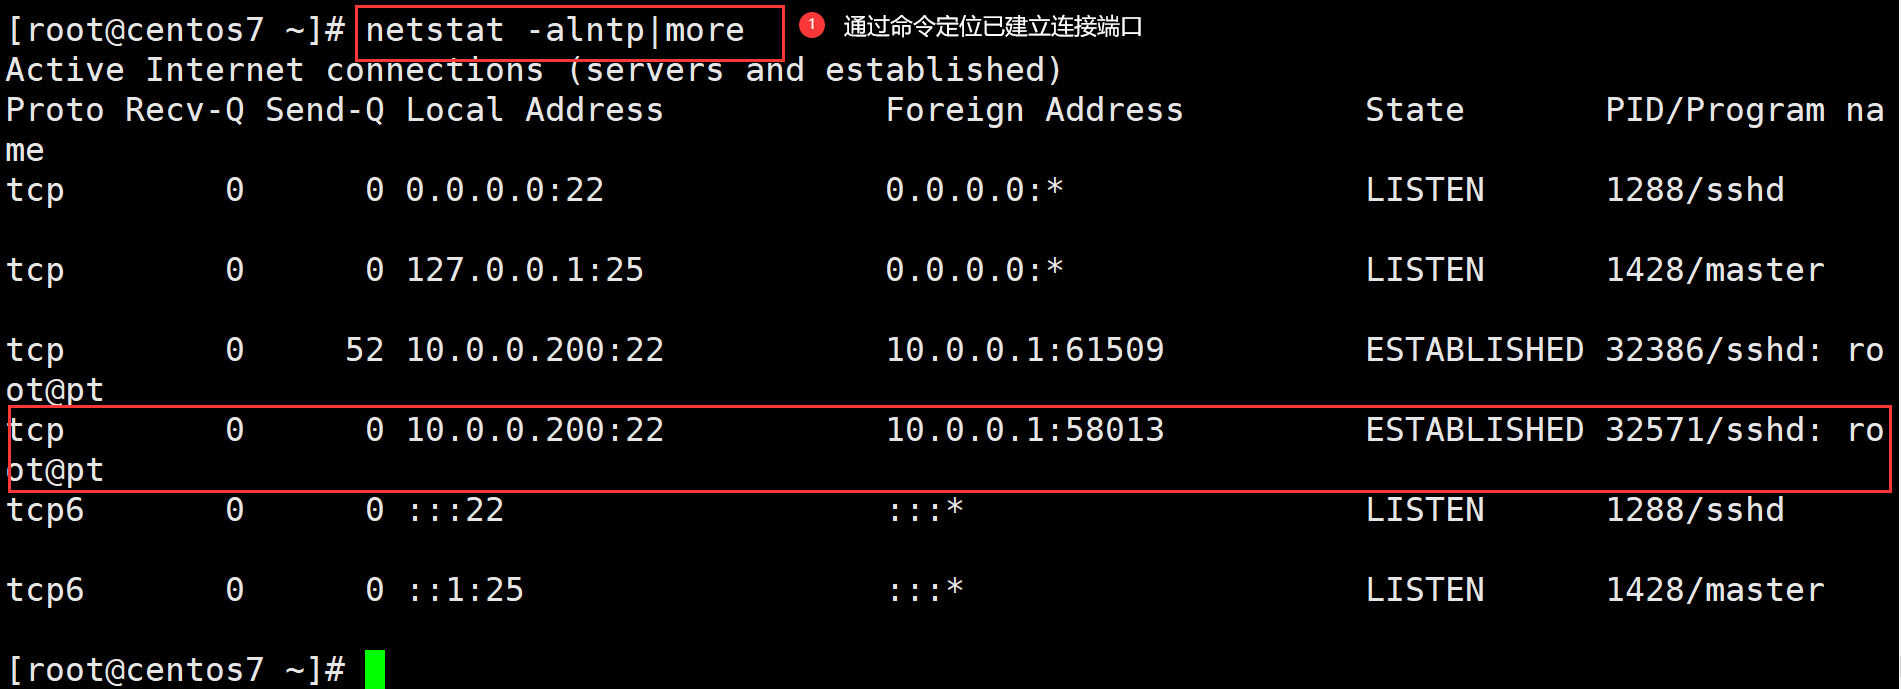 [root@centos7 ~]# netstat -alntp|more 1 通过命令定位已建立连接端口
Active Internet connections (servers and established)
Proto Recv-Q Send-Q Local Address           Foreign Address         State       PID/Program na
me
tcp        0      0 0.0.0.0:22              0.0.0.0:*               LISTEN      1288/sshd
tcp        0      0 127.0.0.1:25            0.0.0.0:*               LISTEN      1428/master
tcp        0     52 10.0.0.200:22           10.0.0.1:61509          ESTABLISHED 32386/sshd: ro
ot@pt
tcp        0      0 10.0.0.200:22           10.0.0.1:58013          ESTABLISHED 32571/sshd: ro
ot@pt
tcp6       0      0 :::22                   :::*                    LISTEN      1288/sshd
tcp6       0      0 ::1:25                  :::*                    LISTEN      1428/master
[root@centos7 ~]#